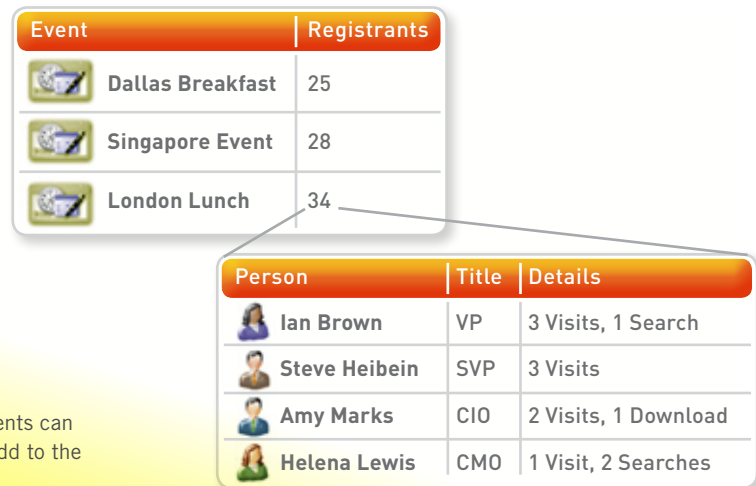 Event Registrants
Dallas Breakfast 25
Singapore Event 28
London Lunch 34
Person Title Details
Ian Brown VP 3 Visits, 1 Search
Steve Heibein SVP 3 Visits
Amy Marks CIO 2 Visits, 1 Download
Helena Lewis CMO 1 Visit, 2 Searches
can
to the